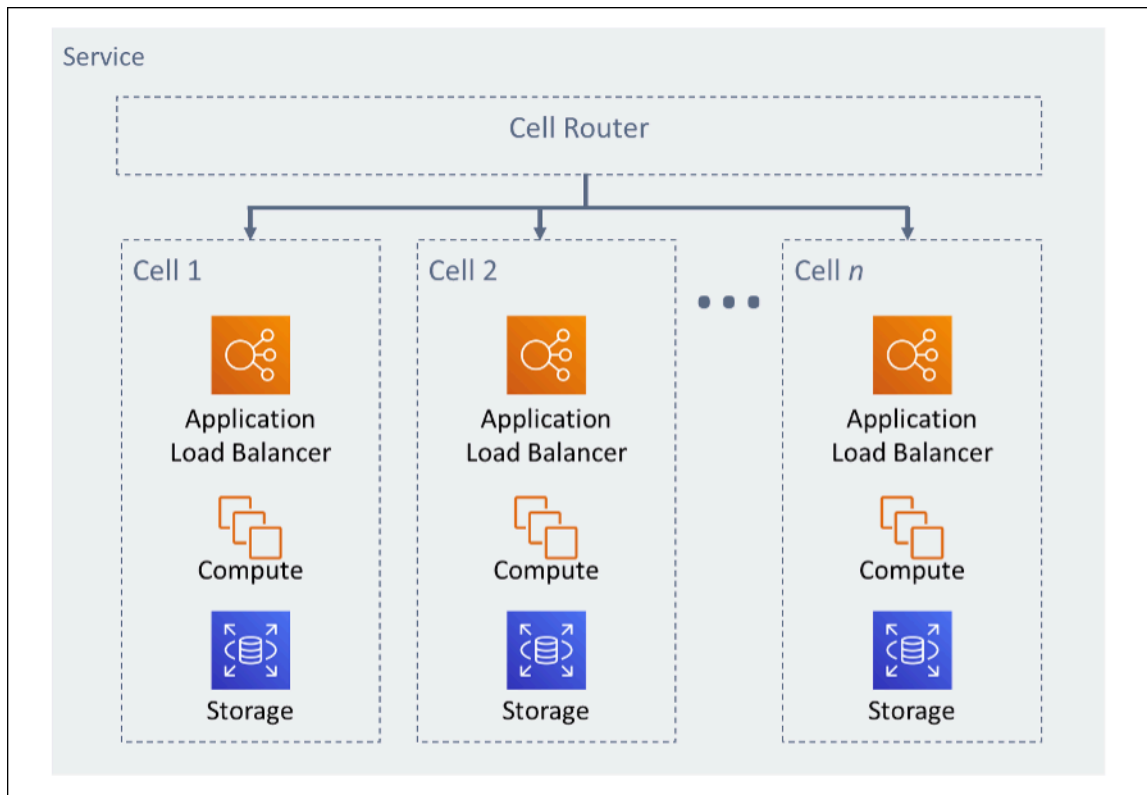 Service
Cell Router
Cell 1
Cell 2
Cell n
Application
Load Balancer
Compute
Storage
Application
Load Balancer
Compute
Storage
Application
Load Balancer
Compute
Storage